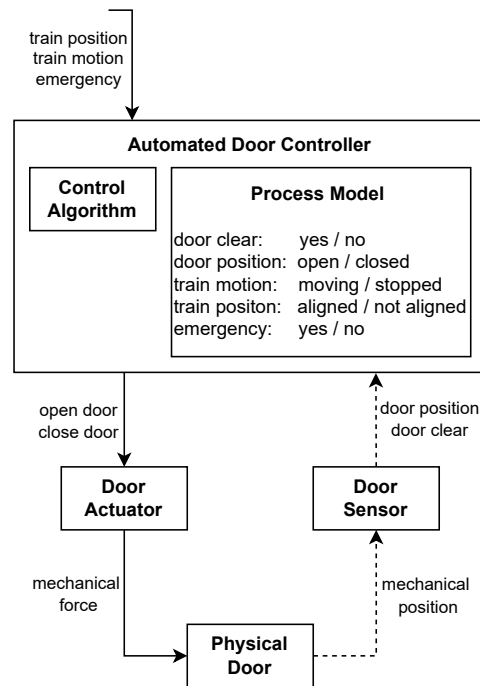 train position
train motion
emergency
Automated Door Controller
Control
Algorithm
Process Model
door clear: yes / no
door position: open / closed
train motion: moving / stopped
train positon: aligned / not aligned
emergency: yes / no
open door
close door
door position
door clear
Door
Actuator
Door
Sensor
mechanical
force
mechanical
position
Physical
Door